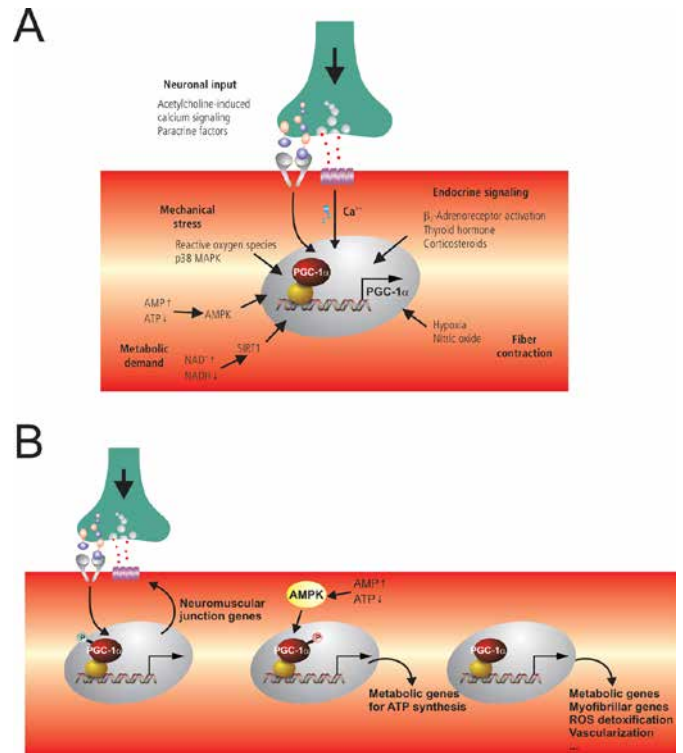 A
Neuronal input
Acetylcholine-induced
calcium signaling
Paracrine factors
Mechanical
stress
Reactive oxygen species
p38 MAPK
Ca²⁺
Endocrine signaling
β₂-Adrenoreceptor activation
Thyroid hormone
Corticosteroids
PGC-1α
PGC-1α
AMP↑
ATP↓
AMPK
Metabolic
demand
NAD⁺↑
NADH↓
SIRT1
Hypoxia
Nitric oxide
Fiber
contraction
B
Neuromuscular
junction genes
P
PGC-1α
AMPK
AMP↑
ATP↓
P
PGC-1α
Metabolic genes
for ATP synthesis
PGC-1α
Metabolic genes
Myofibrillar genes
ROS detoxification
Vascularization
...